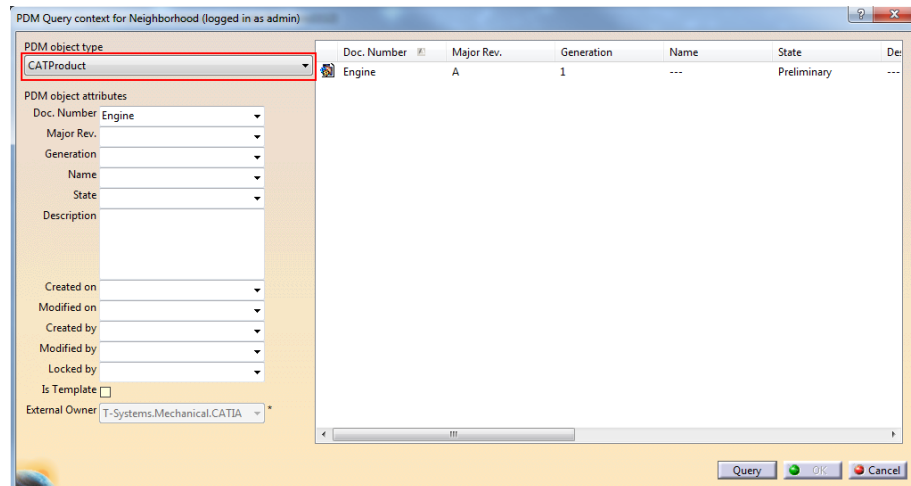 PDM Query context for Neighborhood (logged in as admin)
PDM object type
CATProduct
PDM object attributes
Doc. Number Engine
Major Rev.
Generation
Name
State
Description
Created on
Modified on
Created by
Modified by
Locked by
Is Template
External Owner T-Systems.Mechanical.CATIA *
Doc. Number Major Rev. Generation Name State De
Engine A 1 --- Preliminary ---
Query OK Cancel